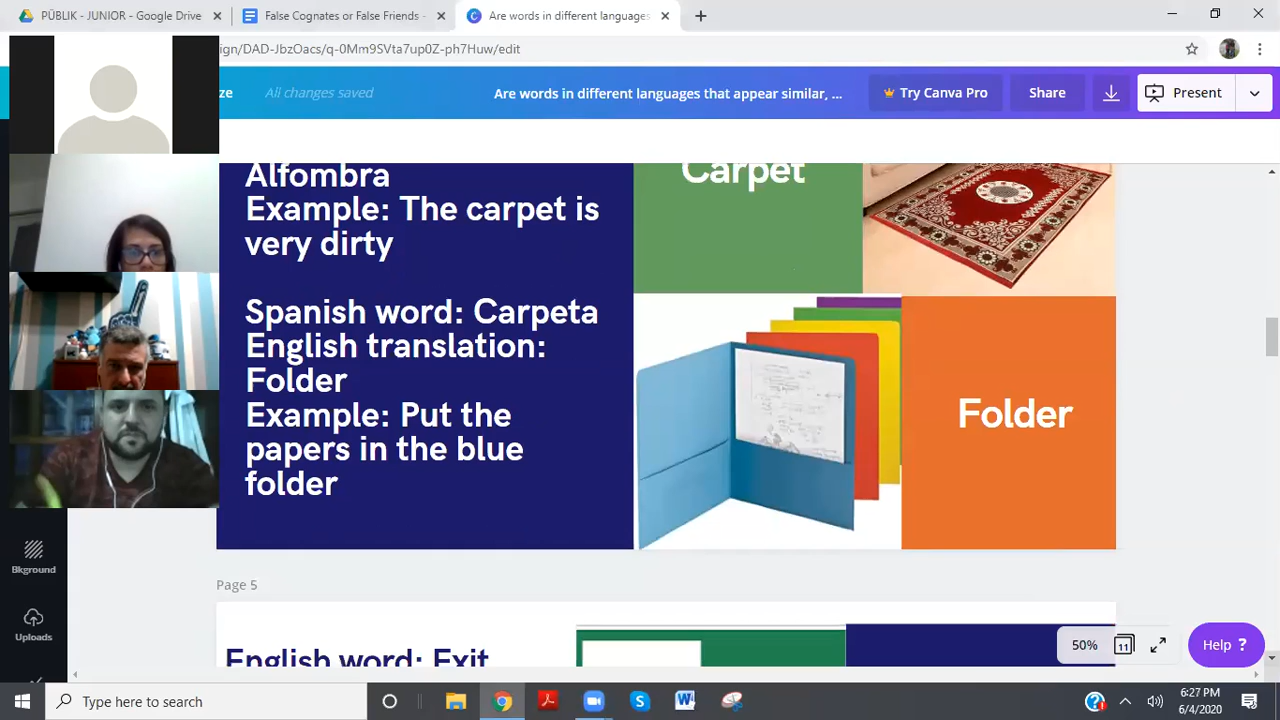 PÜBLIK - JUNIOR - Google Drive
False Cognates or False Friends -
Are words in different languages
ign/DAD-JbzOacs/q-0Mm9SVta7up0Z-ph7Huw/edit
ze
All changes saved
Are words in different languages that appear similar, ...
Try Canva Pro
Share
Present
Alfombra
Example: The carpet is
very dirty
Carpet
Spanish word: Carpeta
English translation:
Folder
Example: Put the
papers in the blue
folder
Folder
Bkground
Uploads
Page 5
English word: Exit
50%
11
Help ?
Type here to search
6:27 PM
6/4/2020